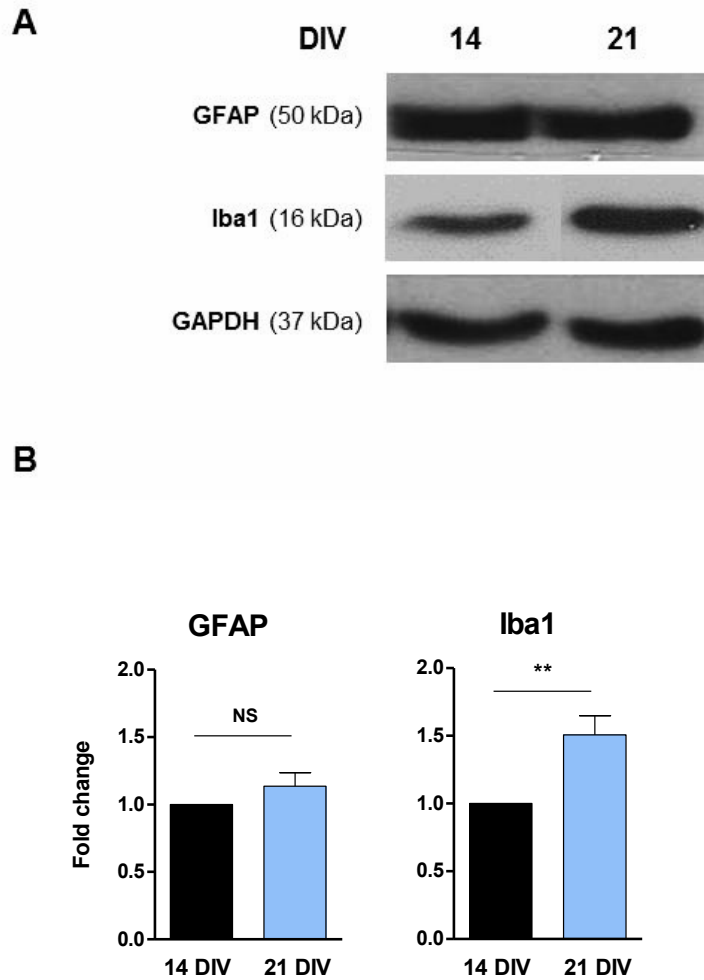 A
DIV 14 21
GFAP (50 kDa)
Iba1 (16 kDa)
GAPDH (37 kDa)
B
GFAP
2.0
NS
1.5
1.0
0.5
0.0
Fold change
14 DIV 21 DIV
Iba1
2.0
**
1.5
1.0
0.5
0.0
14 DIV 21 DIV